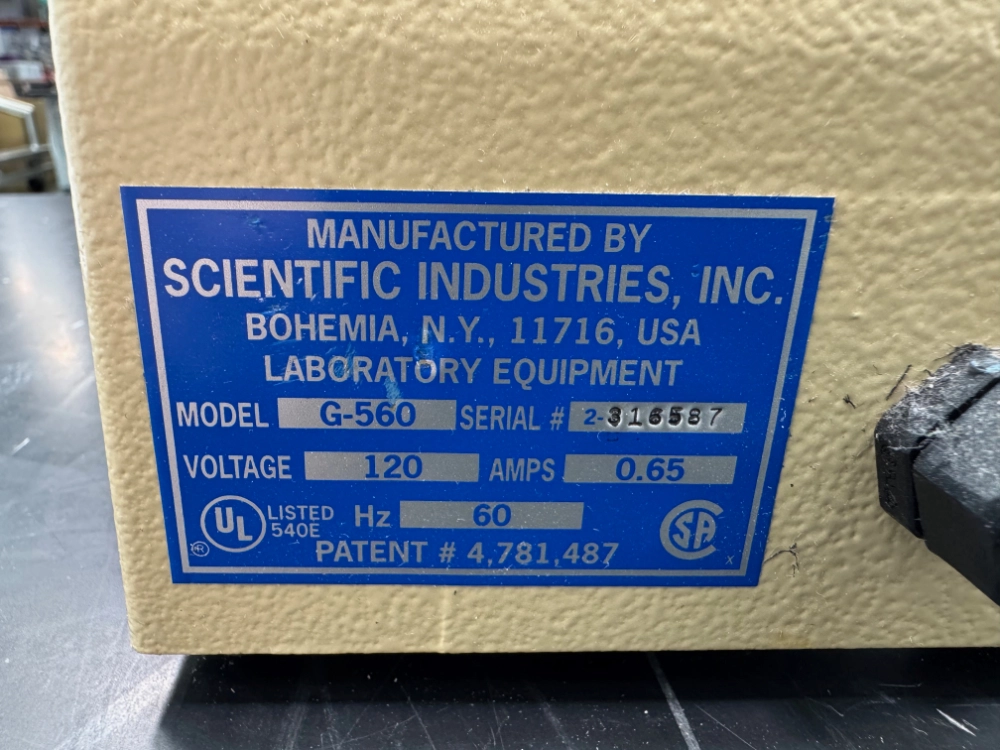 MANUFACTURED BY
SCIENTIFIC INDUSTRIES, INC.
BOHEMIA, N.Y., 11716, USA
LABORATORY EQUIPMENT
MODEL G-560 SERIAL # 2-316587
VOLTAGE 120 AMPS 0.65
UL LISTED 540E Hz 60 SA
PATENT # 4,781,487 x